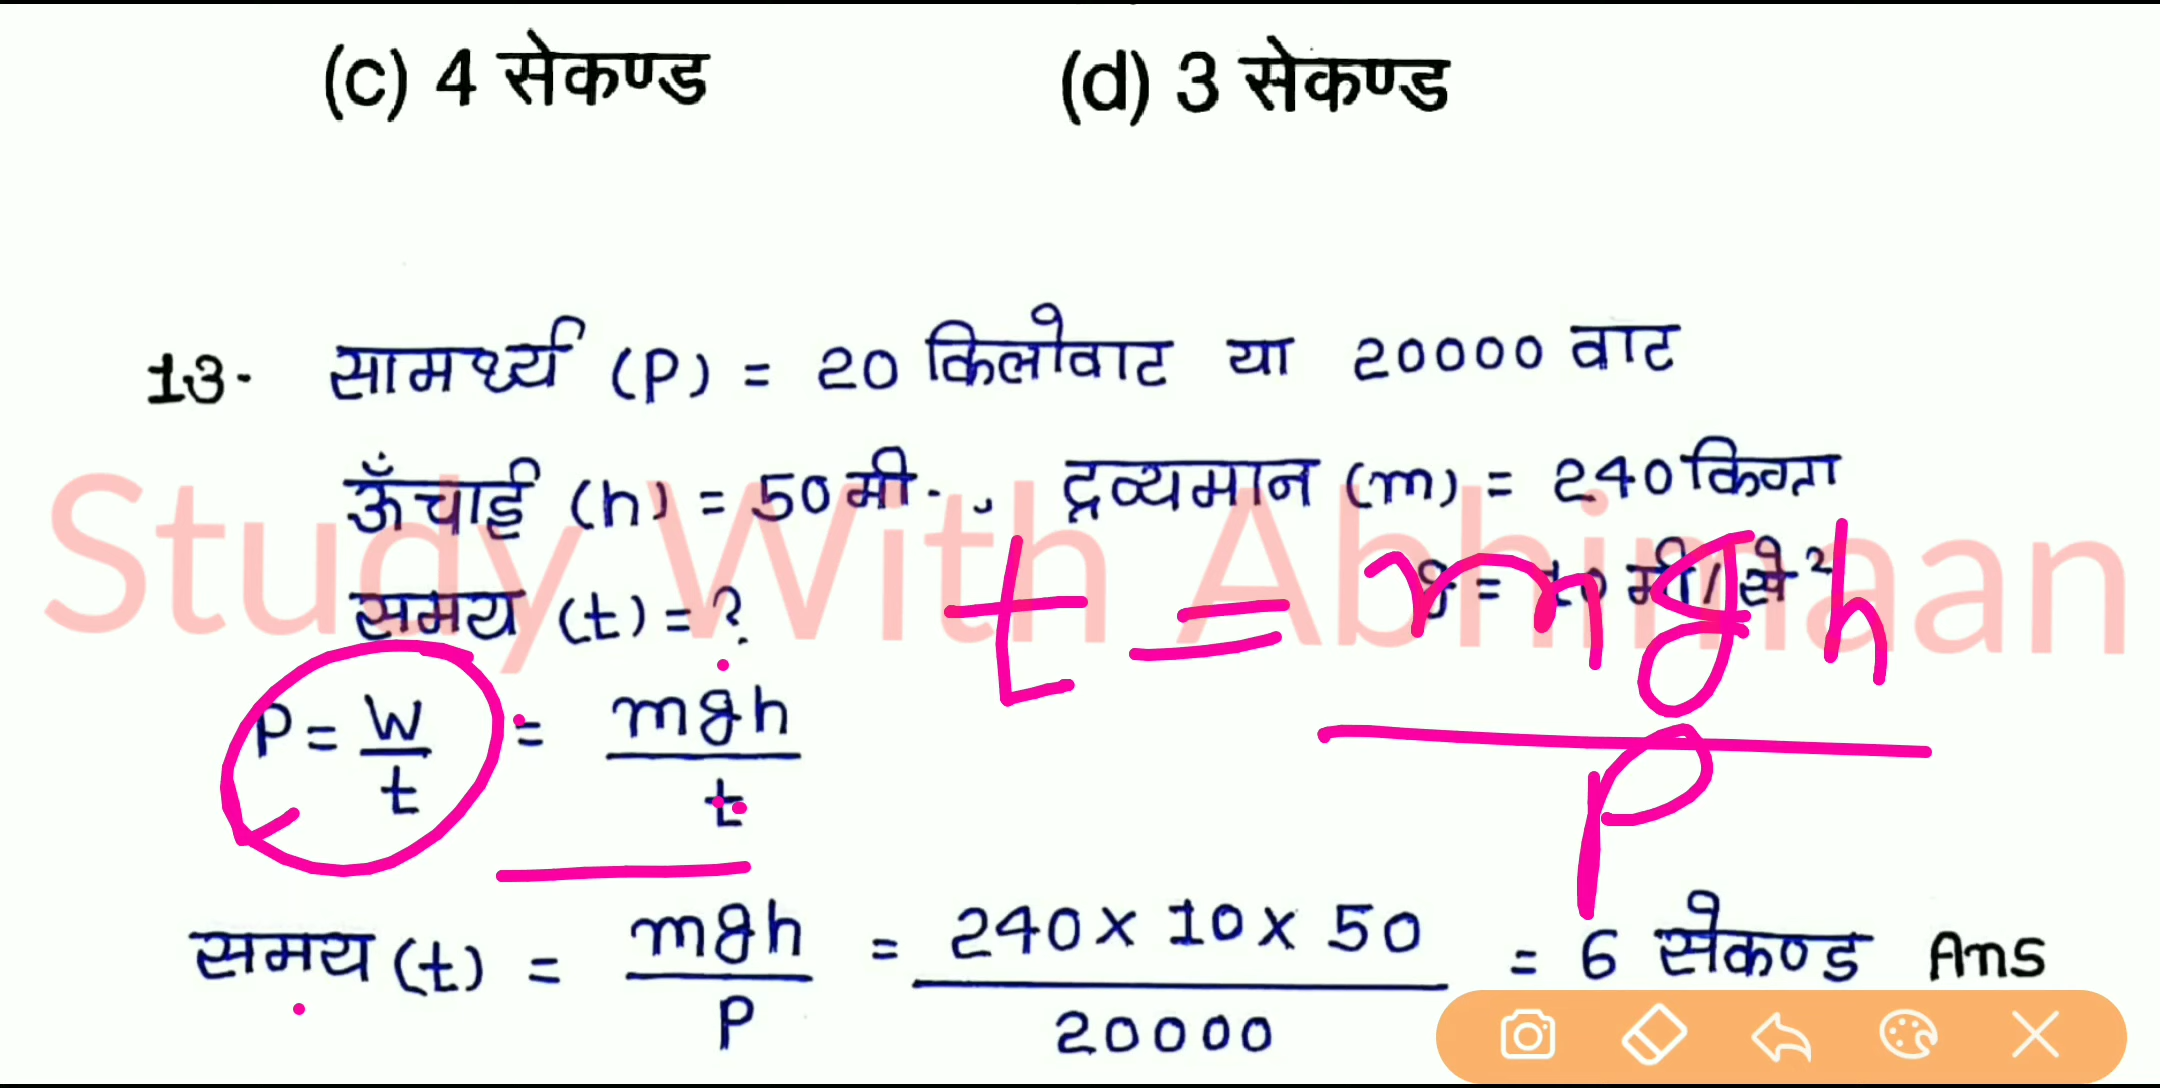 (c) 4 सेकण्ड (d) 3 सेकण्ड
13. सामर्थ्य (P) = 20 किलोवाट या 20000 वाट
ऊँचाई (h) = 50 मी., द्रव्यमान (m) = 240 किग्रा
g = 10 मी/से²
समय (t) = ?
t = mgh / P
P = W/t = mgh/t
समय (t) = mgh/P = 240 × 10 × 50 / 20000 = 6 सेकण्ड Ans
Study With Abhimaan